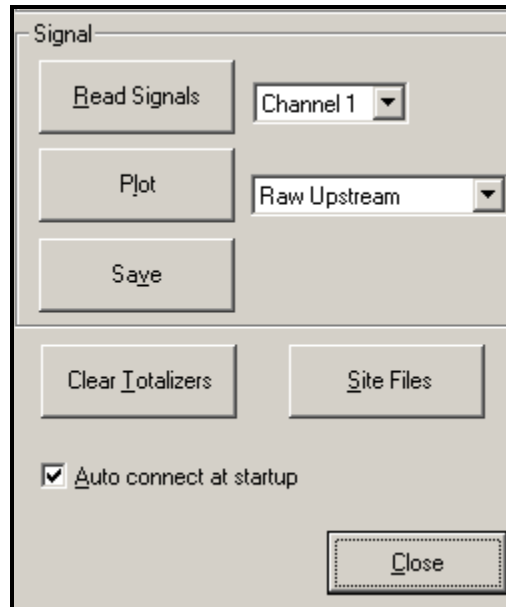 Signal
Read Signals
Channel 1
Plot
Raw Upstream
Save
Clear Totalizers
Site Files
Auto connect at startup
Close